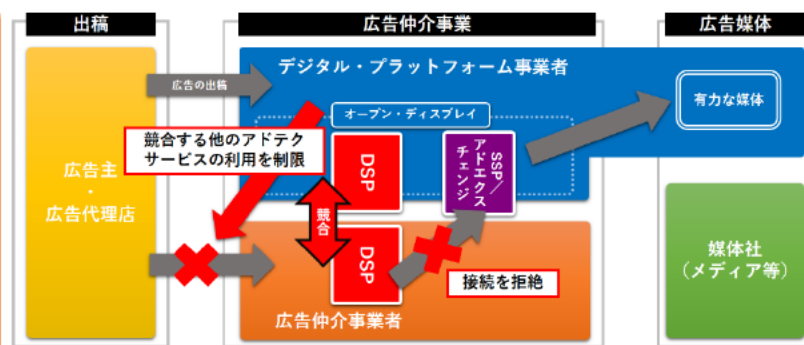 出稿
広告仲介事業
広告媒体
デジタル・プラットフォーム事業者
広告の出稿
オープン・ディスプレイ
有力な媒体
競合する他のアドテク
サービスの利用を制限
DSP
SSP/
アドエクス
チェンジ
広告主
・
広告代理店
競合
DSP
接続を拒絶
広告仲介事業者
媒体社
(メディア等)